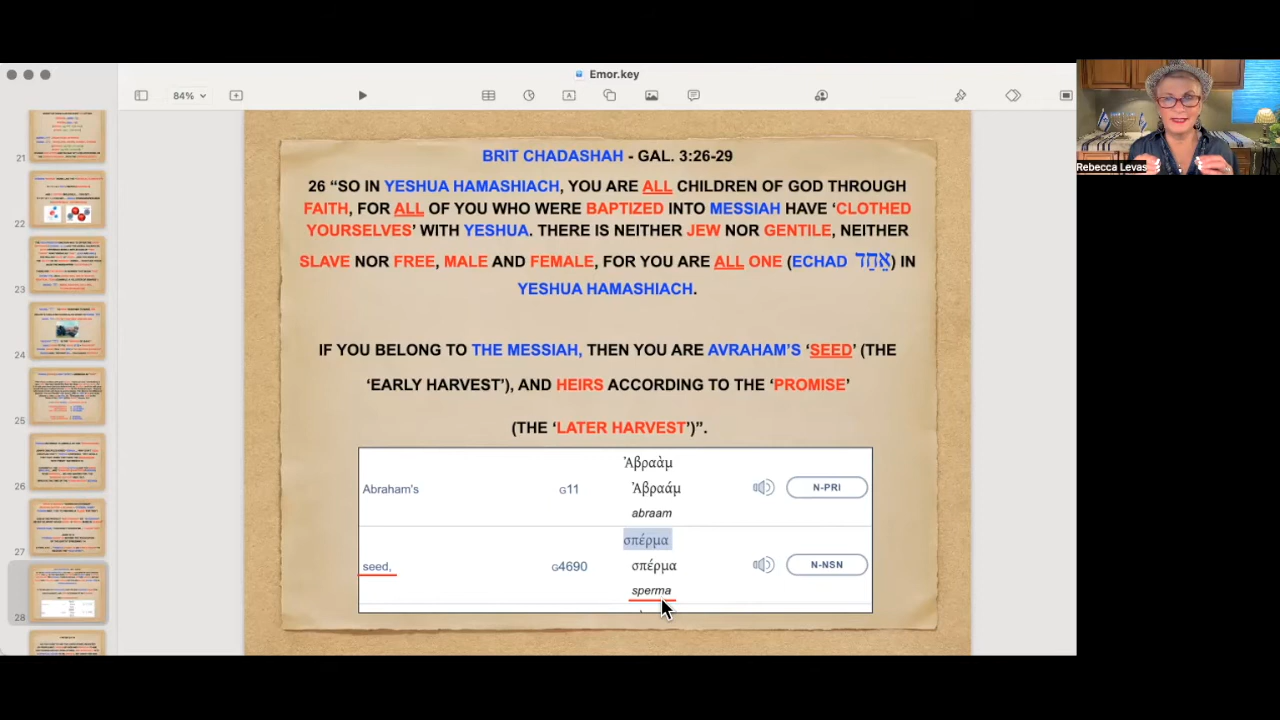 Emor.key
84%
Rebecca Levas
BRIT CHADASHAH - GAL. 3:26-29
26 “SO IN YESHUA HAMASHIACH, YOU ARE ALL CHILDREN OF GOD THROUGH
FAITH, FOR ALL OF YOU WHO WERE BAPTIZED INTO MESSIAH HAVE ‘CLOTHED
YOURSELVES’ WITH YESHUA. THERE IS NEITHER JEW NOR GENTILE, NEITHER
SLAVE NOR FREE, MALE AND FEMALE, FOR YOU ARE ALL ONE (ECHAD אֶחַד) IN
YESHUA HAMASHIACH.
IF YOU BELONG TO THE MESSIAH, THEN YOU ARE AVRAHAM’S ‘SEED’ (THE
‘EARLY HARVEST’), AND HEIRS ACCORDING TO THE ‘PROMISE’
(THE ‘LATER HARVEST’)”.
Ἀβραὰμ
Abraham's G11 Ἀβραάμ N-PRI
abraam
σπέρμα
seed, G4690 σπέρμα N-NSN
sperma
21
22
23
24
25
26
27
28